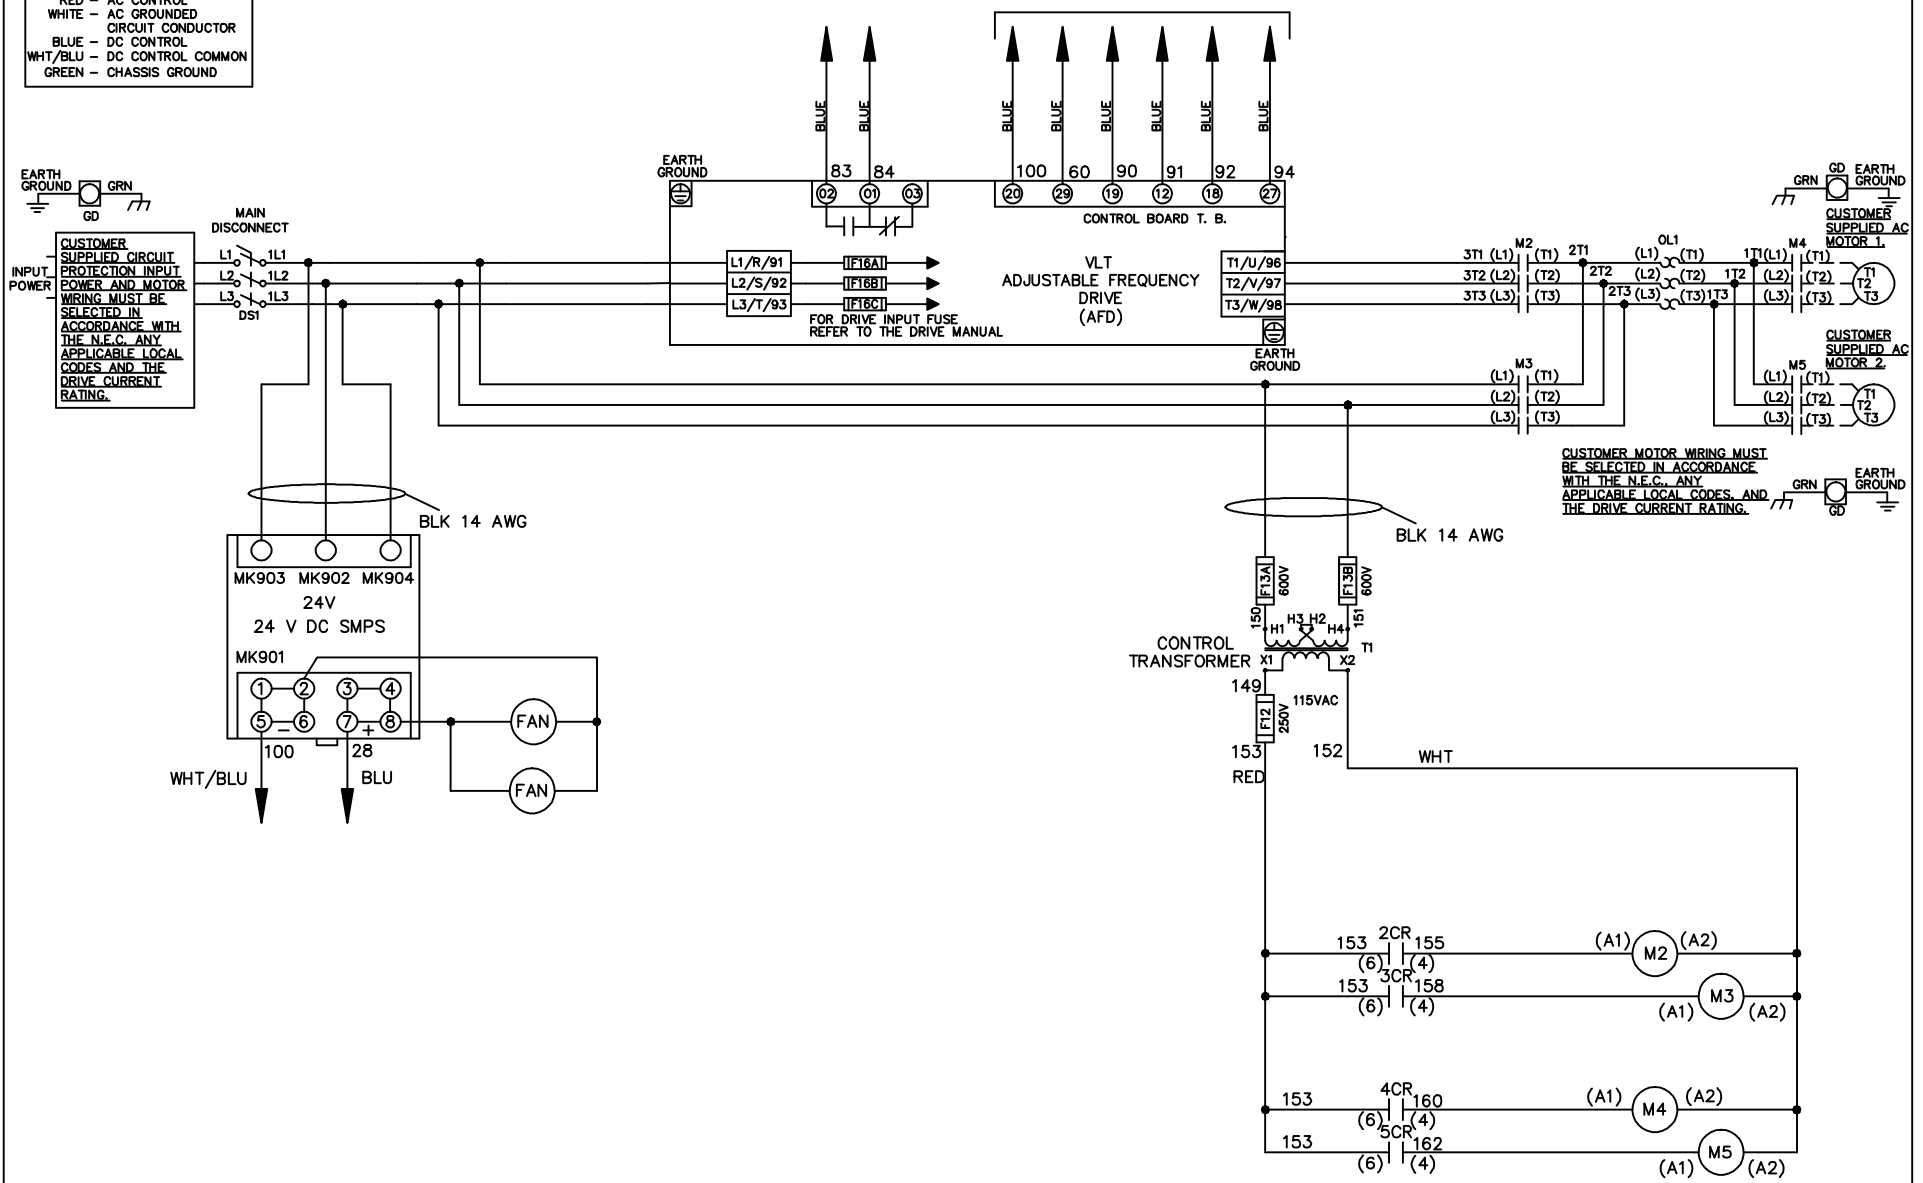 RED – AC CONTROL
WHITE – AC GROUNDED
CIRCUIT CONDUCTOR
BLUE – DC CONTROL
WHT/BLU – DC CONTROL COMMON
GREEN – CHASSIS GROUND
BLUE
BLUE
BLUE
BLUE
BLUE
BLUE
BLUE
BLUE
EARTH
GROUND
GRN
GD
MAIN
DISCONNECT
L1 1L1
L2 1L2
L3 1L3
DS1
INPUT
POWER
CUSTOMER
SUPPLIED CIRCUIT
PROTECTION INPUT
POWER AND MOTOR
WIRING MUST BE
SELECTED IN
ACCORDANCE WITH
THE N.E.C. ANY
APPLICABLE LOCAL
CODES AND THE
DRIVE CURRENT
RATING.
EARTH
GROUND
83 84
02 01 03
100 60 90 91 92 94
20 29 19 12 18 27
CONTROL BOARD T. B.
L1/R/91 F16A
L2/S/92 F16B
L3/T/93 F16C
FOR DRIVE INPUT FUSE
REFER TO THE DRIVE MANUAL
VLT
ADJUSTABLE FREQUENCY
DRIVE
(AFD)
T1/U/96
T2/V/97
T3/W/98
EARTH
GROUND
M2
3T1 (L1) (T1) 2T1
3T2 (L2) (T2) 2T2
3T3 (L3) (T3) 2T3
OL1
(L1) (T1) 1T1
(L2) (T2) 1T2
(L3) (T3) 1T3
M4
(L1) (T1)
(L2) (T2)
(L3) (T3)
T1
T2
T3
GRN
GD
EARTH
GROUND
CUSTOMER
SUPPLIED AC
MOTOR 1.
M3
(L1) (T1)
(L2) (T2)
(L3) (T3)
CUSTOMER
SUPPLIED AC
MOTOR 2.
M5
(L1) (T1)
(L2) (T2)
(L3) (T3)
T1
T2
T3
CUSTOMER MOTOR WIRING MUST
BE SELECTED IN ACCORDANCE
WITH THE N.E.C., ANY
APPLICABLE LOCAL CODES, AND
THE DRIVE CURRENT RATING.
GRN
GD
EARTH
GROUND
BLK 14 AWG
MK903 MK902 MK904
24V
24 V DC SMPS
MK901
1 2 3 4
5 – 6 7 + 8
100 28
WHT/BLU
BLU
FAN
FAN
BLK 14 AWG
F13A
600V
F13B
600V
150
151
H1 H3 H2 H4
T1
CONTROL
TRANSFORMER
X1 X2
149
115VAC
F12
250V
153
152
RED
WHT
2CR
153 155
(6) (4)
(A1) M2 (A2)
3CR
153 158
(6) (4)
(A1) M3 (A2)
4CR
153 160
(6) (4)
(A1) M4 (A2)
5CR
153 162
(6) (4)
(A1) M5 (A2)